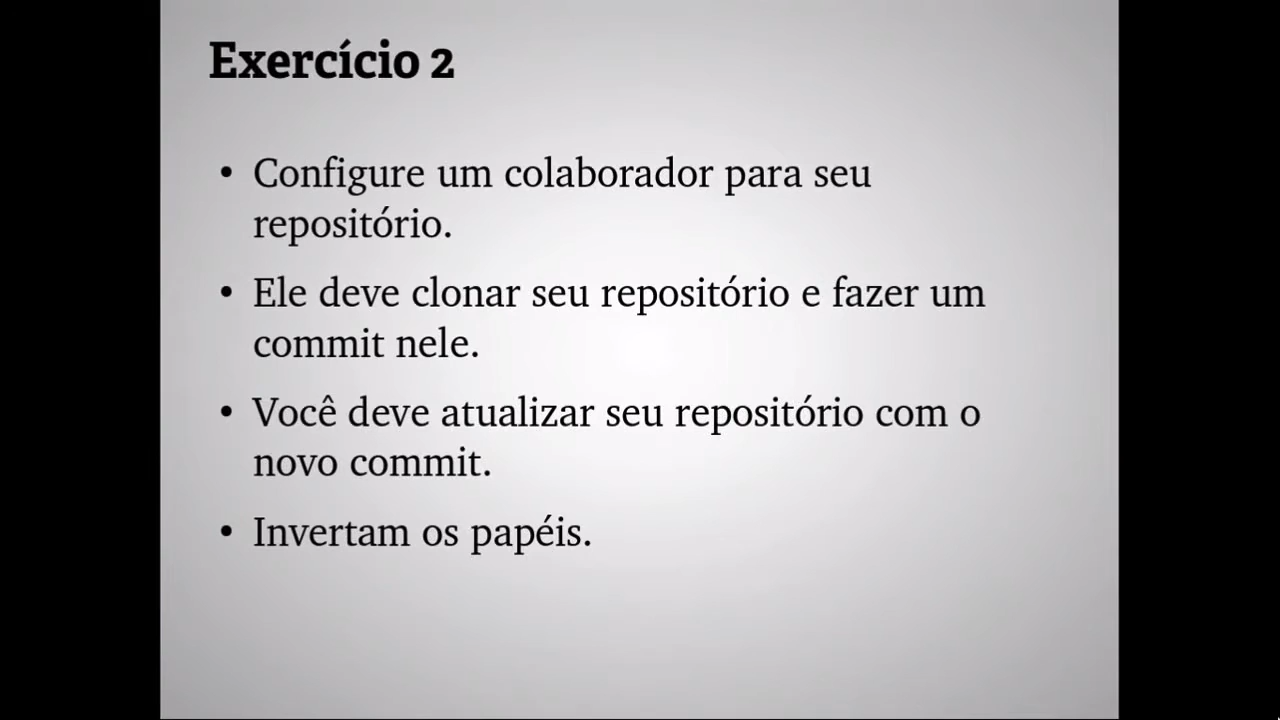 Exercício 2
• Configure um colaborador para seu
repositório.
• Ele deve clonar seu repositório e fazer um
commit nele.
• Você deve atualizar seu repositório com o
novo commit.
• Invertam os papéis.